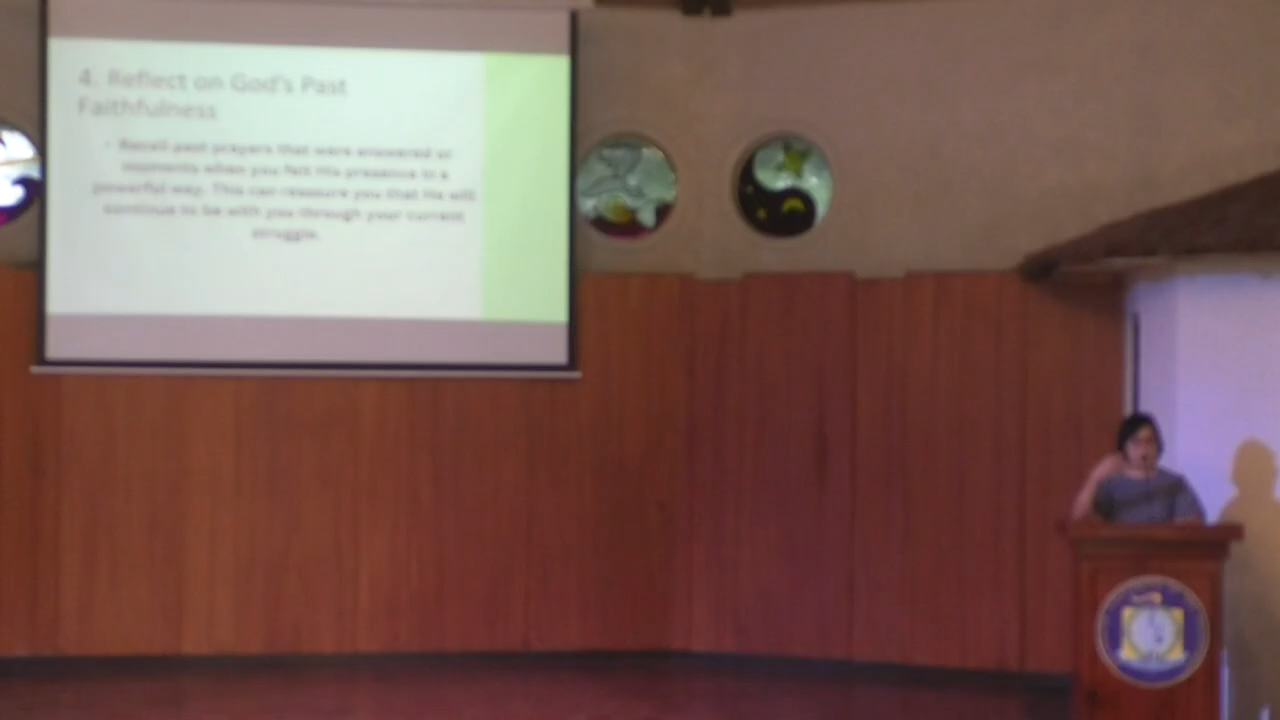 4. Reflect on God's Past
Faithfulness
• Recall past prayers that were answered or
moments when you felt His presence in a
powerful way. This can reassure you that He will
continue to be with you through your current
struggle.